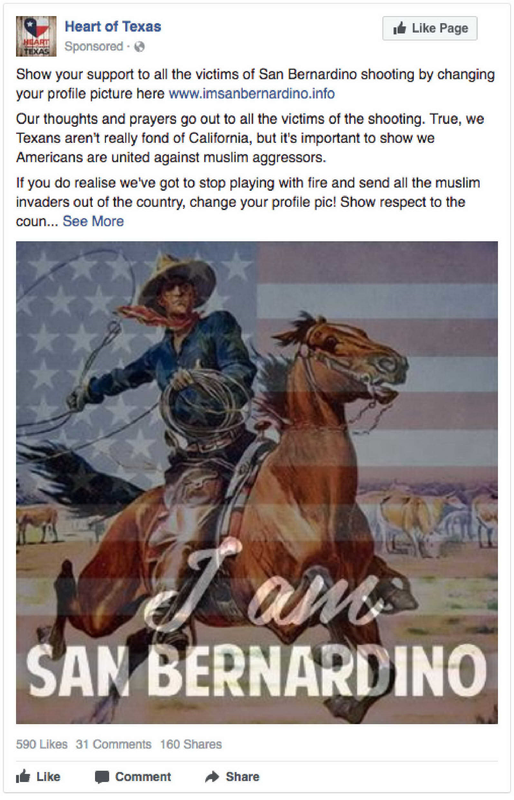 HEART
OF
TEXAS
Heart of Texas
Sponsored ·
Like Page
Show your support to all the victims of San Bernardino shooting by changing
your profile picture here www.imsanbernardino.info
Our thoughts and prayers go out to all the victims of the shooting. True, we
Texans aren't really fond of California, but it's important to show we
Americans are united against muslim aggressors.
If you do realise we've got to stop playing with fire and send all the muslim
invaders out of the country, change your profile pic! Show respect to the
coun... See More
I am
SAN BERNARDINO
590 Likes 31 Comments 160 Shares
Like Comment Share